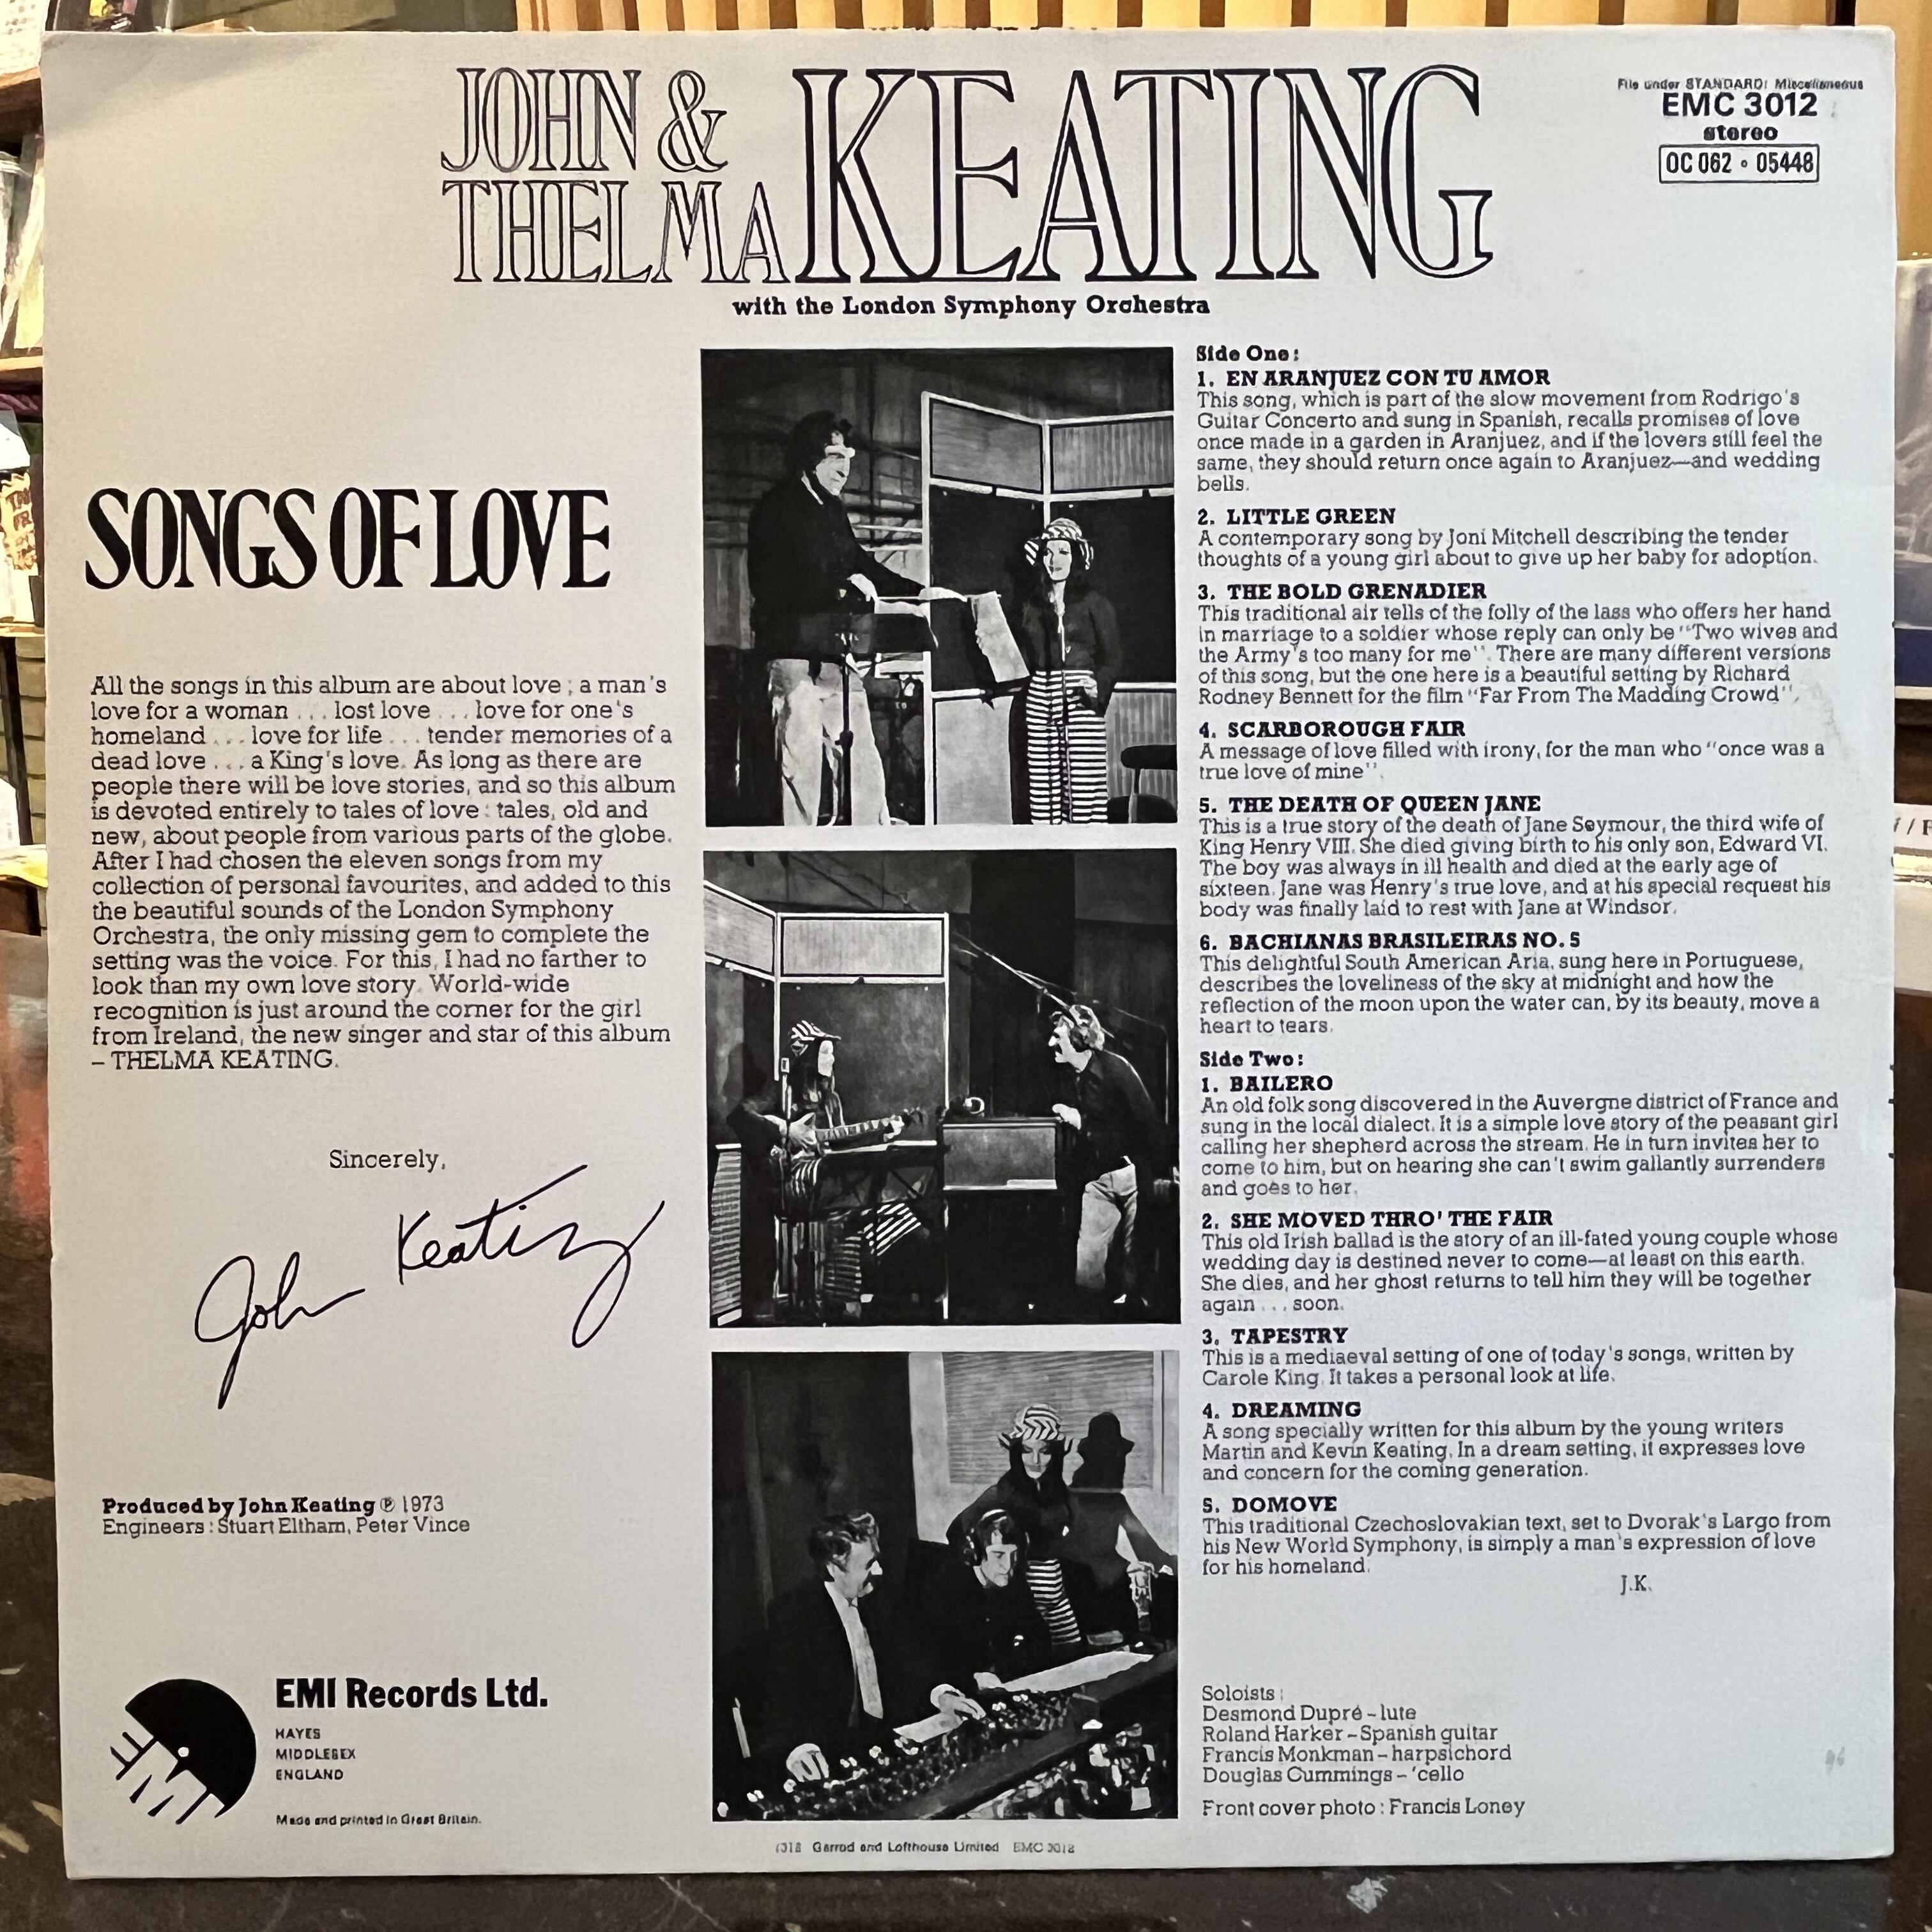 JOHN &
THELMA KEATING
with the London Symphony Orchestra
File under STANDARD: Miscellaneous
EMC 3012
stereo
OC 062 ∘ 05448
SONGS OF LOVE
All the songs in this album are about love ; a man's
love for a woman . . . lost love . . . love for one's
homeland . . . love for life . . . tender memories of a
dead love . . . a King's love. As long as there are
people there will be love stories, and so this album
is devoted entirely to tales of love : tales, old and
new, about people from various parts of the globe.
After I had chosen the eleven songs from my
collection of personal favourites, and added to this
the beautiful sounds of the London Symphony
Orchestra, the only missing gem to complete the
setting was the voice. For this, I had no farther to
look than my own love story. World-wide
recognition is just around the corner for the girl
from Ireland, the new singer and star of this album
– THELMA KEATING.
Sincerely,
John Keating
Produced by John Keating ℗ 1973
Engineers : Stuart Eltham, Peter Vince
EMI
EMI Records Ltd.
HAYES
MIDDLESEX
ENGLAND
Made and printed in Great Britain.
Side One :
1. EN ARANJUEZ CON TU AMOR
This song, which is part of the slow movement from Rodrigo's
Guitar Concerto and sung in Spanish, recalls promises of love
once made in a garden in Aranjuez, and if the lovers still feel the
same, they should return once again to Aranjuez—and wedding
bells.
2. LITTLE GREEN
A contemporary song by Joni Mitchell describing the tender
thoughts of a young girl about to give up her baby for adoption.
3. THE BOLD GRENADIER
This traditional air tells of the folly of the lass who offers her hand
in marriage to a soldier whose reply can only be "Two wives and
the Army's too many for me". There are many different versions
of this song, but the one here is a beautiful setting by Richard
Rodney Bennett for the film "Far From The Madding Crowd".
4. SCARBOROUGH FAIR
A message of love filled with irony, for the man who "once was a
true love of mine".
5. THE DEATH OF QUEEN JANE
This is a true story of the death of Jane Seymour, the third wife of
King Henry VIII. She died giving birth to his only son, Edward VI.
The boy was always in ill health and died at the early age of
sixteen. Jane was Henry's true love, and at his special request his
body was finally laid to rest with Jane at Windsor.
6. BACHIANAS BRASILEIRAS NO. 5
This delightful South American Aria, sung here in Portuguese,
describes the loveliness of the sky at midnight and how the
reflection of the moon upon the water can, by its beauty, move a
heart to tears.
Side Two :
1. BAILERO
An old folk song discovered in the Auvergne district of France and
sung in the local dialect. It is a simple love story of the peasant girl
calling her shepherd across the stream. He in turn invites her to
come to him, but on hearing she can't swim gallantly surrenders
and goes to her.
2. SHE MOVED THRO' THE FAIR
This old Irish ballad is the story of an ill-fated young couple whose
wedding day is destined never to come—at least on this earth.
She dies, and her ghost returns to tell him they will be together
again . . . soon.
3. TAPESTRY
This is a mediaeval setting of one of today's songs, written by
Carole King. It takes a personal look at life.
4. DREAMING
A song specially written for this album by the young writers
Martin and Kevin Keating. In a dream setting, it expresses love
and concern for the coming generation.
5. DOMOVE
This traditional Czechoslovakian text, set to Dvorak's Largo from
his New World Symphony, is simply a man's expression of love
for his homeland.
J.K.
Soloists :
Desmond Dupré – lute
Roland Harker – Spanish guitar
Francis Monkman – harpsichord
Douglas Cummings – 'cello
Front cover photo : Francis Loney
Garrod and Lofthouse Limited EMC 3012